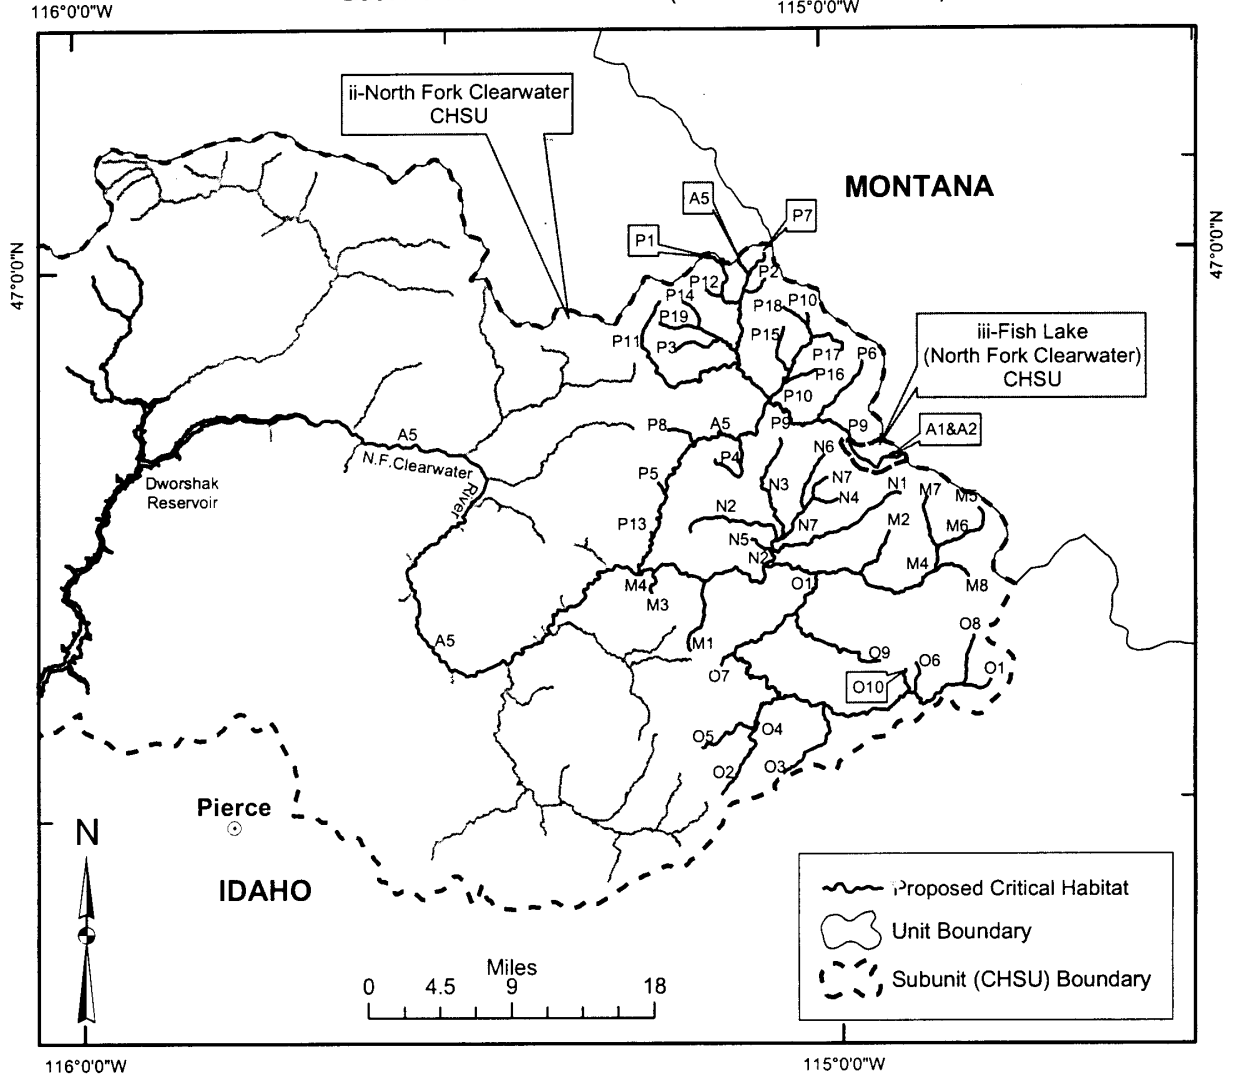 116°0'0"W
115°0'0"W
ii-North Fork Clearwater
CHSU
MONTANA
A5
P7
P1
47°0'0"N
47°0'0"N
P2
P12
P14
P18
P10
P19
P15
P11
P3
P17
P6
P16
P10
iii-Fish Lake
(North Fork Clearwater)
CHSU
P8
A5
P9
P9
A1&A2
A5
N6
P4
N.F.Clearwater
River
Dworshak
Reservoir
P5
N3
N7
N4
N1
M7
M5
N2
P13
N7
M2
M6
N5
N2
M4
M4
O1
M8
M3
A5
M1
O8
O9
O6
O1
O7
O10
O5
O4
O2
O3
Pierce
N
IDAHO
Proposed Critical Habitat
Unit Boundary
Subunit (CHSU) Boundary
Miles
0 4.5 9 18
116°0'0"W
115°0'0"W